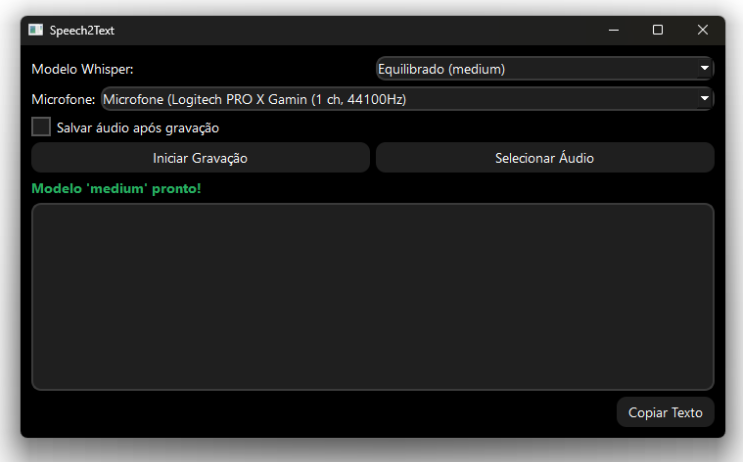 Speech2Text
Modelo Whisper: Equilibrado (medium)
Microfone: Microfone (Logitech PRO X Gamin (1 ch, 44100Hz)
Salvar áudio após gravação
Iniciar Gravação Selecionar Áudio
Modelo 'medium' pronto!
Copiar Texto